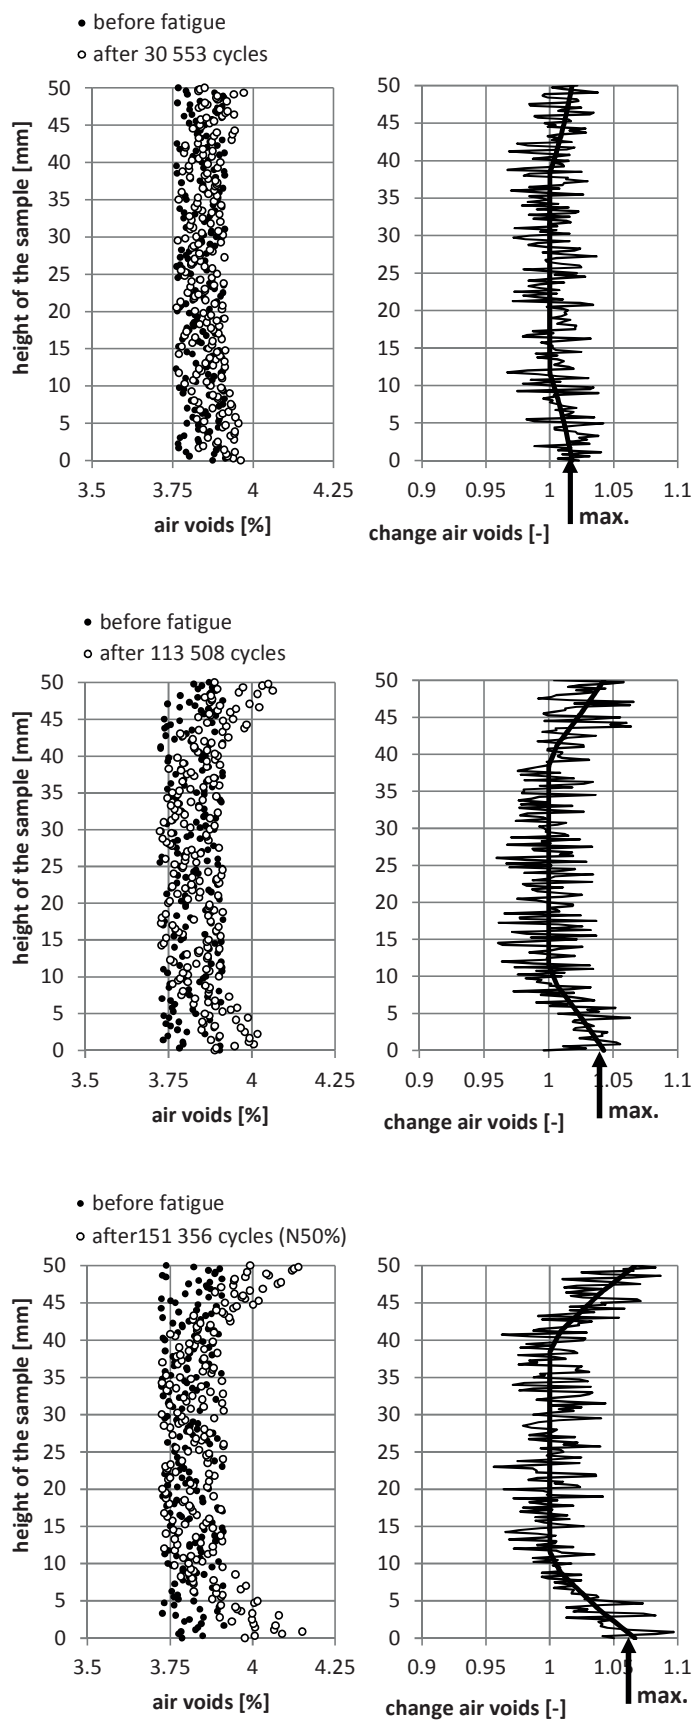 ● before fatigue
○ after 30 553 cycles
height of the sample [mm]
50
45
40
35
30
25
20
15
10
5
0
3.5 3.75 4 4.25
air voids [%]
50
45
40
35
30
25
20
15
10
5
0
0.9 0.95 1 1.05 1.1
change air voids [-]
max.
● before fatigue
○ after 113 508 cycles
height of the sample [mm]
50
45
40
35
30
25
20
15
10
5
0
3.5 3.75 4 4.25
air voids [%]
50
45
40
35
30
25
20
15
10
5
0
0.9 0.95 1 1.05 1.1
change air voids [-]
max.
● before fatigue
○ after151 356 cycles (N50%)
height of the sample [mm]
50
45
40
35
30
25
20
15
10
5
0
3.5 3.75 4 4.25
air voids [%]
50
45
40
35
30
25
20
15
10
5
0
0.9 0.95 1 1.05 1.1
change air voids [-]
max.